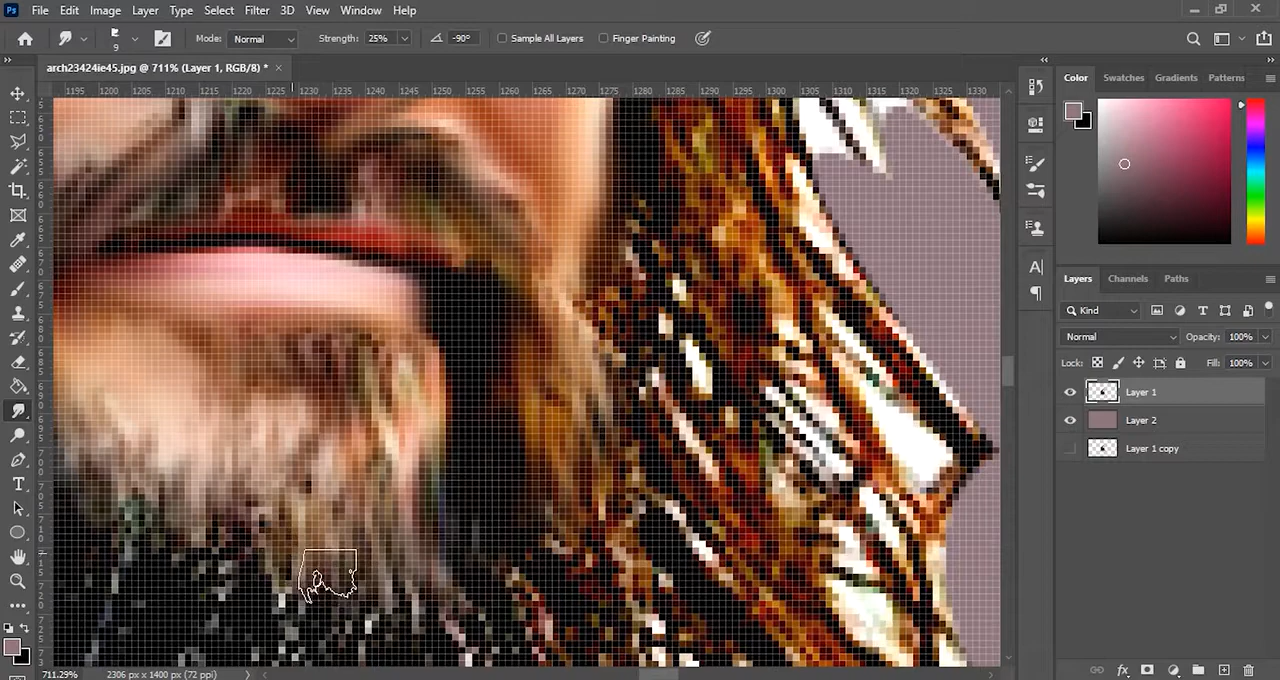 Ps File Edit Image Layer Type Select Filter 3D View Window Help
9 Mode: Normal Strength: 25% -90° Sample All Layers Finger Painting
arch23424ie45.jpg @ 711% (Layer 1, RGB/8) *
1195 1200 1205 1210 1215 1220 1225 1230 1235 1240 1245 1250 1255 1260 1265 1270 1275 1280 1285 1290 1295 1300 1305 1310 1315 1320 1325 1330
Color Swatches Gradients Patterns
Layers Channels Paths
Kind
Normal Opacity: 100%
Lock: Fill: 100%
Layer 1
Layer 2
Layer 1 copy
711.29% 2306 px x 1400 px (72 ppi)